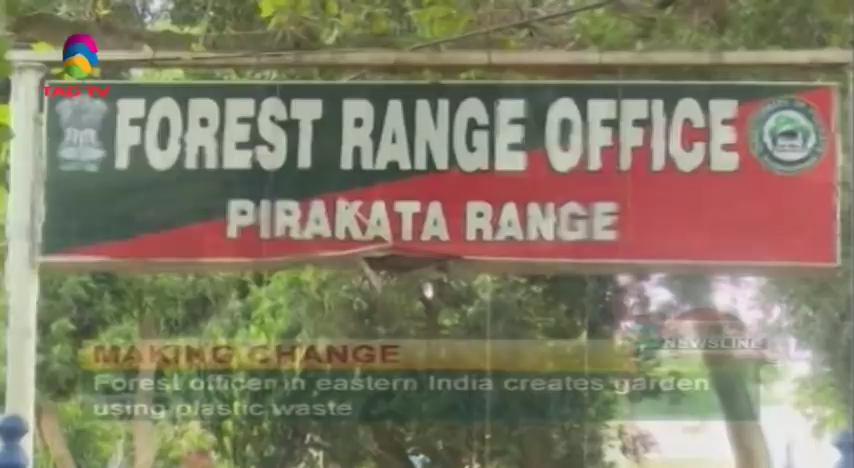 TAG TV
FOREST RANGE OFFICE
PIRAKATA RANGE
NEWSLINE
MAKING CHANGE
Forest officer in eastern India creates garden
using plastic waste